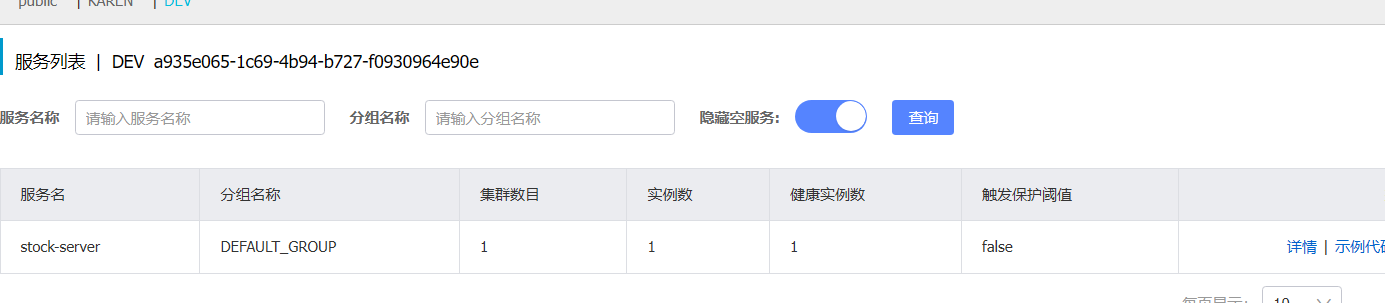 public | KAREN | DEV
服务列表 | DEV a935e065-1c69-4b94-b727-f0930964e90e
服务名称 请输入服务名称 分组名称 请输入分组名称 隐藏空服务: 查询
服务名 分组名称 集群数目 实例数 健康实例数 触发保护阈值
stock-server DEFAULT_GROUP 1 1 1 false 详情 | 示例代码
每页显示: 10